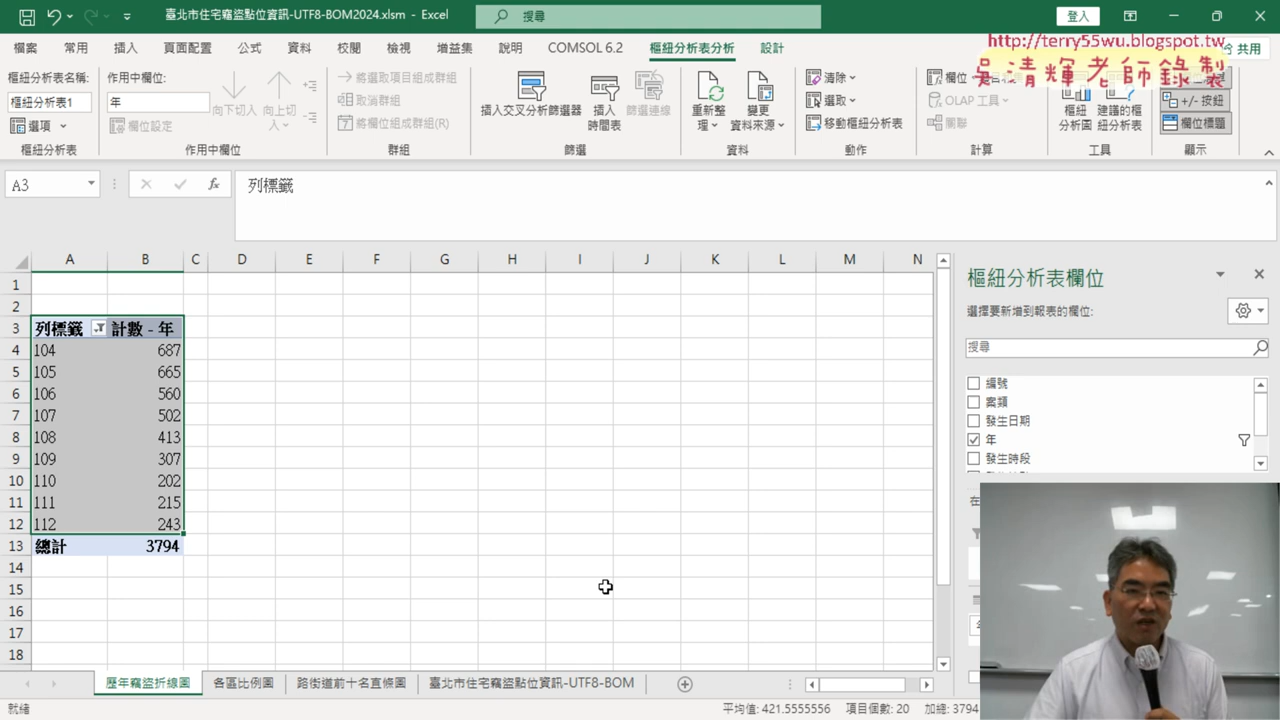 臺北市住宅竊盜點位資訊-UTF8-BOM2024.xlsm - Excel
搜尋
登入
檔案 常用 插入 頁面配置 公式 資料 校閱 檢視 增益集 說明 COMSOL 6.2 樞紐分析表分析 設計
共用
http://terry55wu.blogspot.tw
吳清輝老師錄製
樞紐分析表名稱:
樞紐分析表1
選項
樞紐分析表
作用中欄位:
年
欄位設定
向下切入
向上切入
作用中欄位
將選取項目組成群組
取消群組
將欄位組成群組(R)
群組
插入交叉分析篩選器
插入時間表
篩選連線
篩選
重新整理
變更資料來源
資料
清除
選取
移動樞紐分析表
動作
欄位
OLAP 工具
關聯
計算
樞紐分析圖
建議的樞紐分析表
工具
+/- 按鈕
欄位標題
顯示
A3
fx
列標籤
A B C D E F G H I J K L M N
1
2
3 列標籤 計數 - 年
4 104 687
5 105 665
6 106 560
7 107 502
8 108 413
9 109 307
10 110 202
11 111 215
12 112 243
13 總計 3794
14
15
16
17
18
樞紐分析表欄位
選擇要新增到報表的欄位:
搜尋
編號
案類
發生日期
年
發生時段
在
歷年竊盜折線圖 各區比例圖 路街道前十名直條圖 臺北市住宅竊盜點位資訊-UTF8-BOM
就緒
平均值: 421.5555556 項目個數: 20 加總: 3794